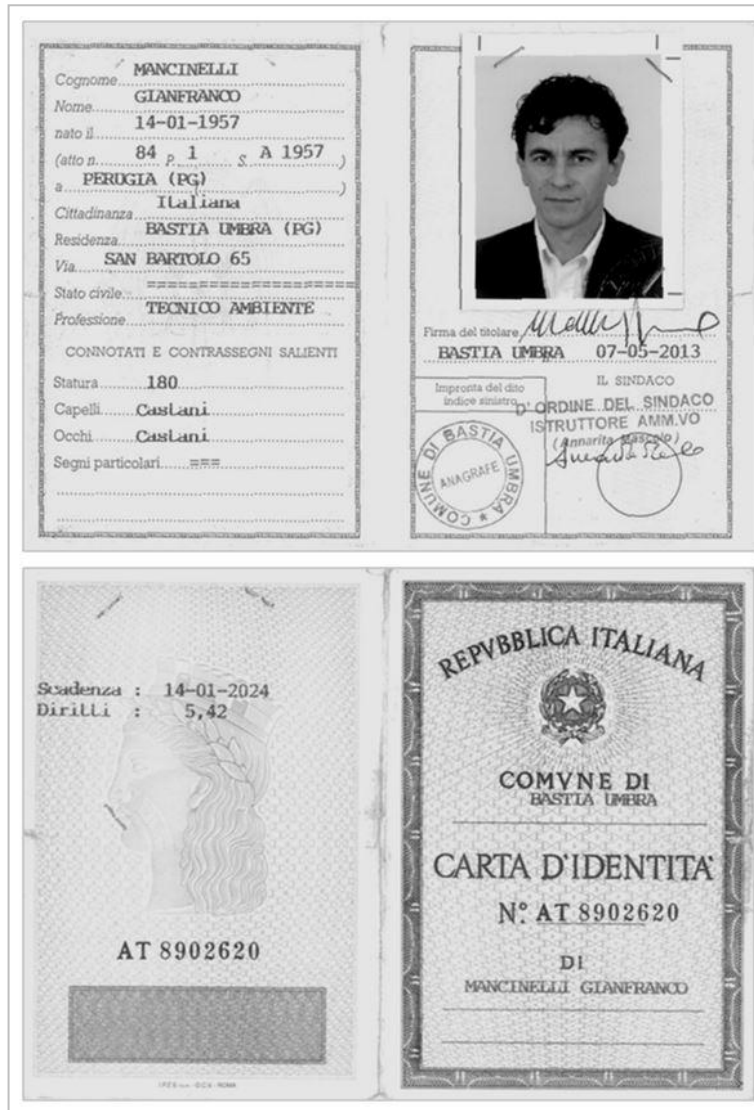 Cognome MANCINELLI
Nome GIANFRANCO
nato il 14-01-1957
(atto n. 84 P. 1 S. A 1957 )
a PERUGIA (PG) ( )
Cittadinanza Italiana
Residenza BASTIA UMBRA (PG)
Via SAN BARTOLO 65
Stato civile ====================
Professione TECNICO AMBIENTE
CONNOTATI E CONTRASSEGNI SALIENTI
Statura 180
Capelli Castani
Occhi Castani
Segni particolari ===
Firma del titolare
BASTIA UMBRA 07-05-2013
Impronta del dito
indice sinistro
IL SINDACO
D'ORDINE DEL SINDACO
ISTRUTTORE AMM.VO
(Annarita Mascolo)
COMUNE DI BASTIA UMBRA
ANAGRAFE
Scadenza : 14-01-2024
Diritti : 5,42
AT 8902620
REPVBBLICA ITALIANA
COMVNE DI
BASTIA UMBRA
CARTA D'IDENTITA'
N° AT 8902620
DI
MANCINELLI GIANFRANCO